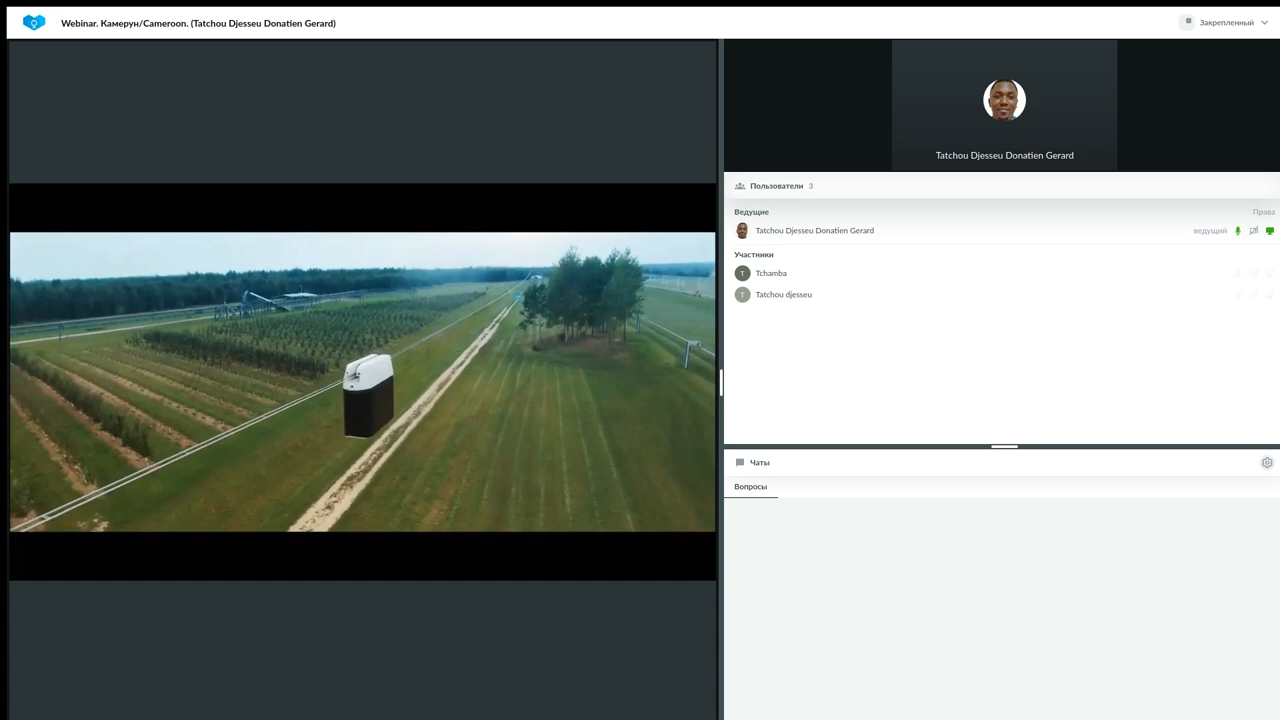 Webinar. Камерун/Cameroon. (Tatchou Djesseu Donatien Gerard)
Закрепленный
Tatchou Djesseu Donatien Gerard
Пользователи 3
Ведущие Права
Tatchou Djesseu Donatien Gerard ведущий
Участники
T Tchamba
T Tatchou djesseu
Чаты
Вопросы